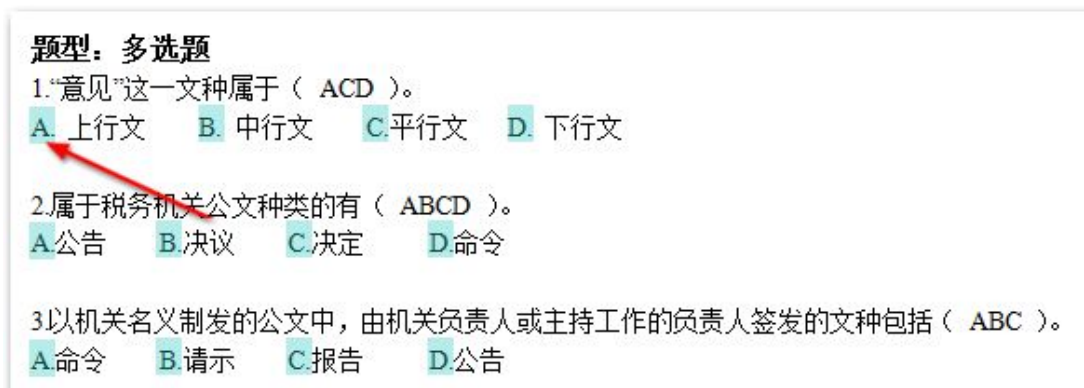 题型：多选题
1.“意见”这一文种属于（ ACD ）。
A. 上行文 B. 中行文 C.平行文 D. 下行文
2.属于税务机关公文种类的有（ ABCD ）。
A.公告 B.决议 C.决定 D.命令
3.以机关名义制发的公文中，由机关负责人或主持工作的负责人签发的文种包括（ ABC ）。
A.命令 B.请示 C.报告 D.公告